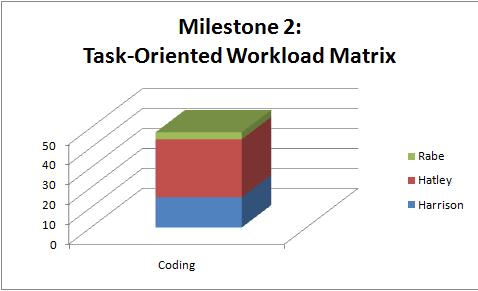 Milestone 2:
Task-Oriented Workload Matrix
50
40
30
20
10
0
Coding
Rabe
Hatley
Harrison